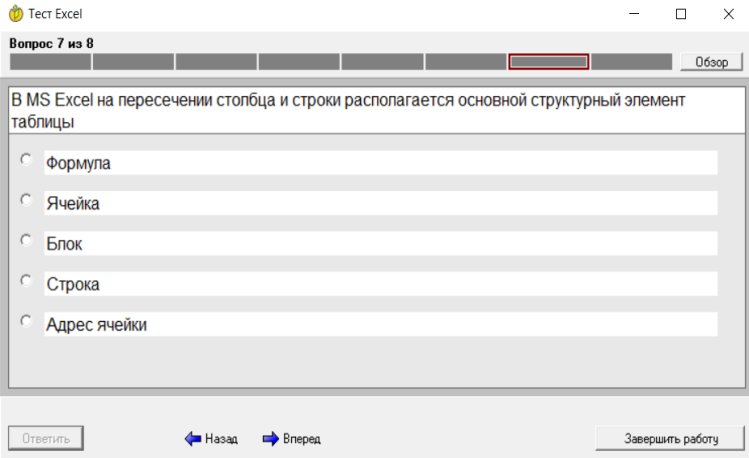 Тест Excel
Вопрос 7 из 8
Обзор
В MS Excel на пересечении столбца и строки располагается основной структурный элемент
таблицы
Формула
Ячейка
Блок
Строка
Адрес ячейки
Ответить
Назад
Вперед
Завершить работу